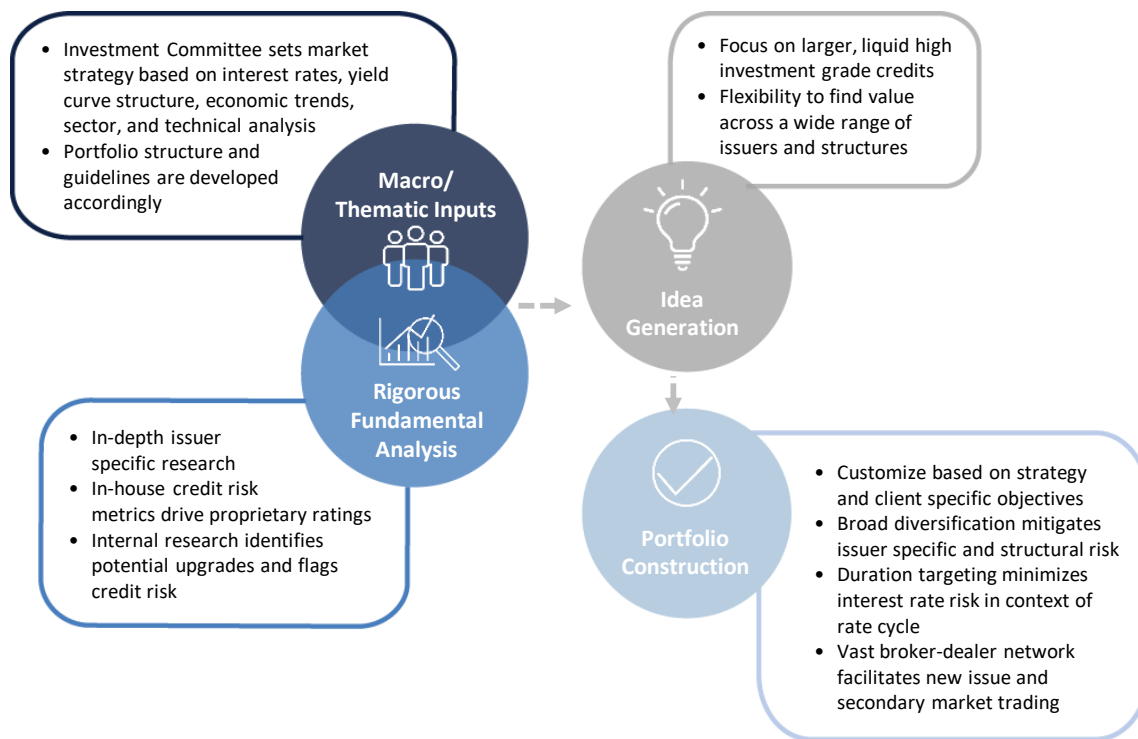 • Investment Committee sets market
strategy based on interest rates, yield
curve structure, economic trends,
sector, and technical analysis
• Portfolio structure and
guidelines are developed
accordingly
Macro/
Thematic Inputs
Rigorous
Fundamental
Analysis
• In-depth issuer
specific research
• In-house credit risk
metrics drive proprietary ratings
• Internal research identifies
potential upgrades and flags
credit risk
• Focus on larger, liquid high
investment grade credits
• Flexibility to find value
across a wide range of
issuers and structures
Idea
Generation
Portfolio
Construction
• Customize based on strategy
and client specific objectives
• Broad diversification mitigates
issuer specific and structural risk
• Duration targeting minimizes
interest rate risk in context of
rate cycle
• Vast broker-dealer network
facilitates new issue and
secondary market trading